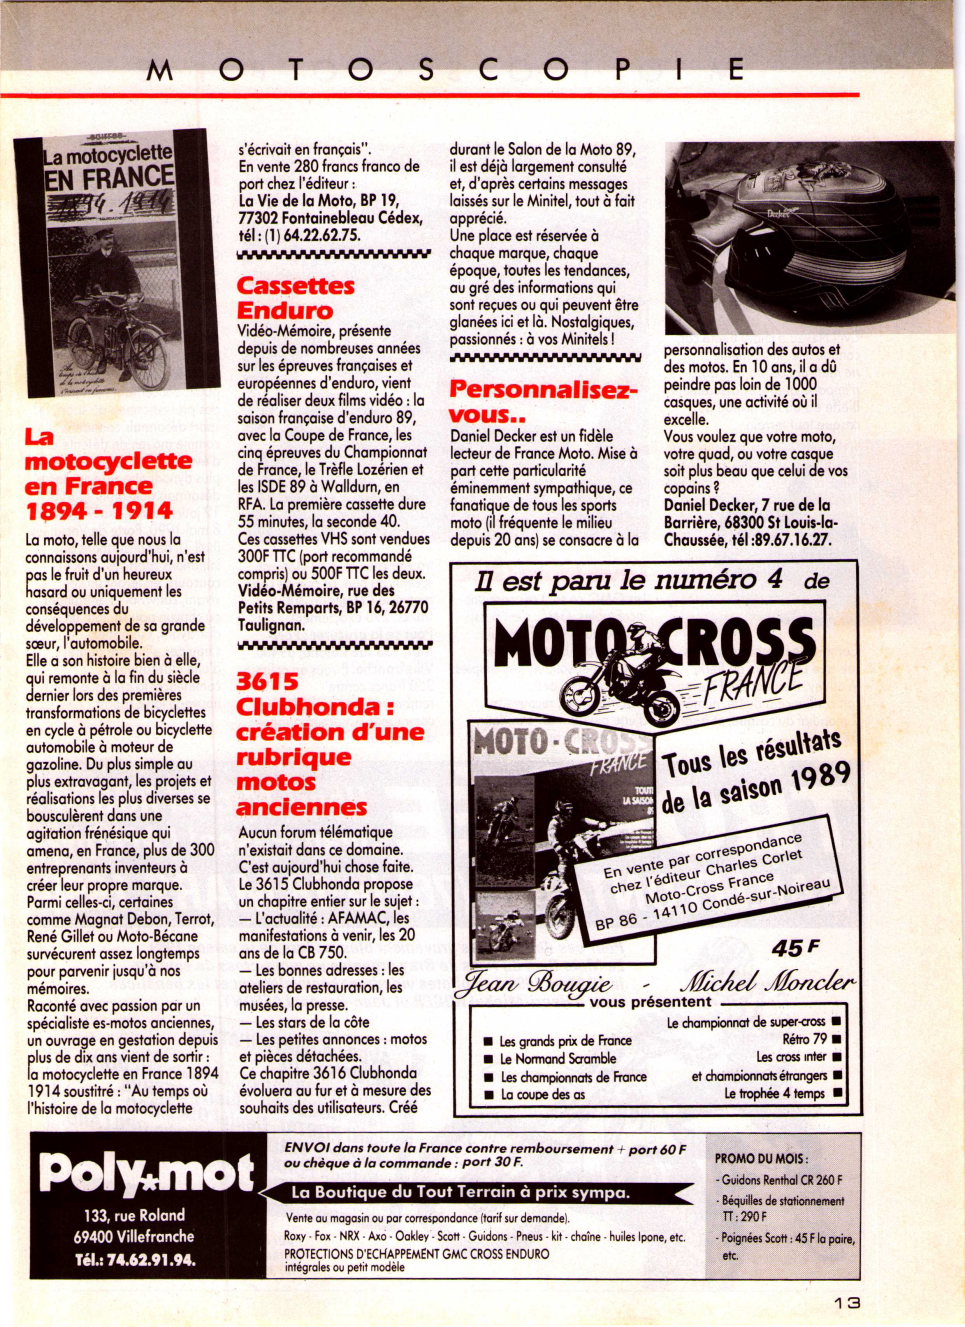 MOTOSCOPIE
La motocyclette
EN FRANCE
1894-1914
La
motocyclette
en France
1894 - 1914
La moto, telle que nous la
connaissons aujourd'hui, n'est
pas le fruit d'un heureux
hasard ou uniquement les
conséquences du
développement de sa grande
sœur, l'automobile.
Elle a son histoire bien à elle,
qui remonte à la fin du siècle
dernier lors des premières
transformations de bicyclettes
en cycle à pétrole ou bicyclette
automobile à moteur de
gazoline. Du plus simple au
plus extravagant, les projets et
réalisations les plus diverses se
bousculèrent dans une
agitation frénésique qui
amena, en France, plus de 300
entreprenants inventeurs à
créer leur propre marque.
Parmi celles-ci, certaines
comme Magnat Debon, Terrot,
René Gillet ou Moto-Bécane
survécurent assez longtemps
pour parvenir jusqu'à nos
mémoires.
Raconté avec passion par un
spécialiste es-motos anciennes,
un ouvrage en gestation depuis
plus de dix ans vient de sortir :
la motocyclette en France 1894
1914 soustitré : "Au temps où
l'histoire de la motocyclette
s'écrivait en français".
En vente 280 francs franco de
port chez l'éditeur :
La Vie de la Moto, BP 19,
77302 Fontainebleau Cédex,
tél : (1) 64.22.62.75.
Cassettes
Enduro
Vidéo-Mémoire, présente
depuis de nombreuses années
sur les épreuves françaises et
européennes d'enduro, vient
de réaliser deux films vidéo : la
saison française d'enduro 89,
avec la Coupe de France, les
cinq épreuves du Championnat
de France, le Trèfle Lozérien et
les ISDE 89 à Walldurn, en
RFA. La première cassette dure
55 minutes, la seconde 40.
Ces cassettes VHS sont vendues
300F TTC (port recommandé
compris) ou 500F TTC les deux.
Vidéo-Mémoire, rue des
Petits Remparts, BP 16, 26770
Taulignan.
3615
Clubhonda :
création d'une
rubrique
motos
anciennes
Aucun forum télématique
n'existait dans ce domaine.
C'est aujourd'hui chose faite.
Le 3615 Clubhonda propose
un chapitre entier sur le sujet :
— L'actualité : AFAMAC, les
manifestations à venir, les 20
ans de la CB 750.
— Les bonnes adresses : les
ateliers de restauration, les
musées, la presse.
— Les stars de la côte
— Les petites annonces : motos
et pièces détachées.
Ce chapitre 3616 Clubhonda
évoluera au fur et à mesure des
souhaits des utilisateurs. Créé
durant le Salon de la Moto 89,
il est déjà largement consulté
et, d'après certains messages
laissés sur le Minitel, tout à fait
apprécié.
Une place est réservée à
chaque marque, chaque
époque, toutes les tendances,
au gré des informations qui
sont reçues ou qui peuvent être
glanées ici et là. Nostalgiques,
passionnés : à vos Minitels !
Personnalisez-
vous..
Daniel Decker est un fidèle
lecteur de France Moto. Mise à
part cette particularité
éminemment sympathique, ce
fanatique de tous les sports
moto (il fréquente le milieu
depuis 20 ans) se consacre à la
Decker
personnalisation des autos et
des motos. En 10 ans, il a dû
peindre pas loin de 1000
casques, une activité où il
excelle.
Vous voulez que votre moto,
votre quad, ou votre casque
soit plus beau que celui de vos
copains ?
Daniel Decker, 7 rue de la
Barrière, 68300 St Louis-la-
Chaussée, tél :89.67.16.27.
Il est paru le numéro 4 de
MOTO CROSS
FRANCE
MOTO-CROSS
FRANCE
TOUT
LA SAISON
Tous les résultats
de la saison 1989
En vente par correspondance
chez l'éditeur Charles Corlet
Moto-Cross France
BP 86 - 14110 Condé-sur-Noireau
45 F
Jean Bougie - Michel Moncler
vous présentent
■ Les grands prix de France
■ Le Normand Scramble
■ Les championnats de France
■ La coupe des as
Le championnat de super-cross ■
Rétro 79 ■
Les cross inter ■
et championnats étrangers ■
Le trophée 4 temps ■
Poly★mot
133, rue Roland
69400 Villefranche
Tél.: 74.62.91.94.
ENVOI dans toute la France contre remboursement + port 60 F
ou chèque à la commande : port 30 F.
La Boutique du Tout Terrain à prix sympa.
Vente au magasin ou par correspondance (tarif sur demande).
Roxy - Fox - NRX - Axo - Oakley - Scott - Guidons - Pneus - kit - chaîne - huiles Ipone, etc.
PROTECTIONS D'ECHAPPEMENT GMC CROSS ENDURO
intégrales ou petit modèle
PROMO DU MOIS :
- Guidons Renthal CR 260 F
- Béquilles de stationnement
TT : 290 F
- Poignées Scott : 45 F la paire,
etc.
13